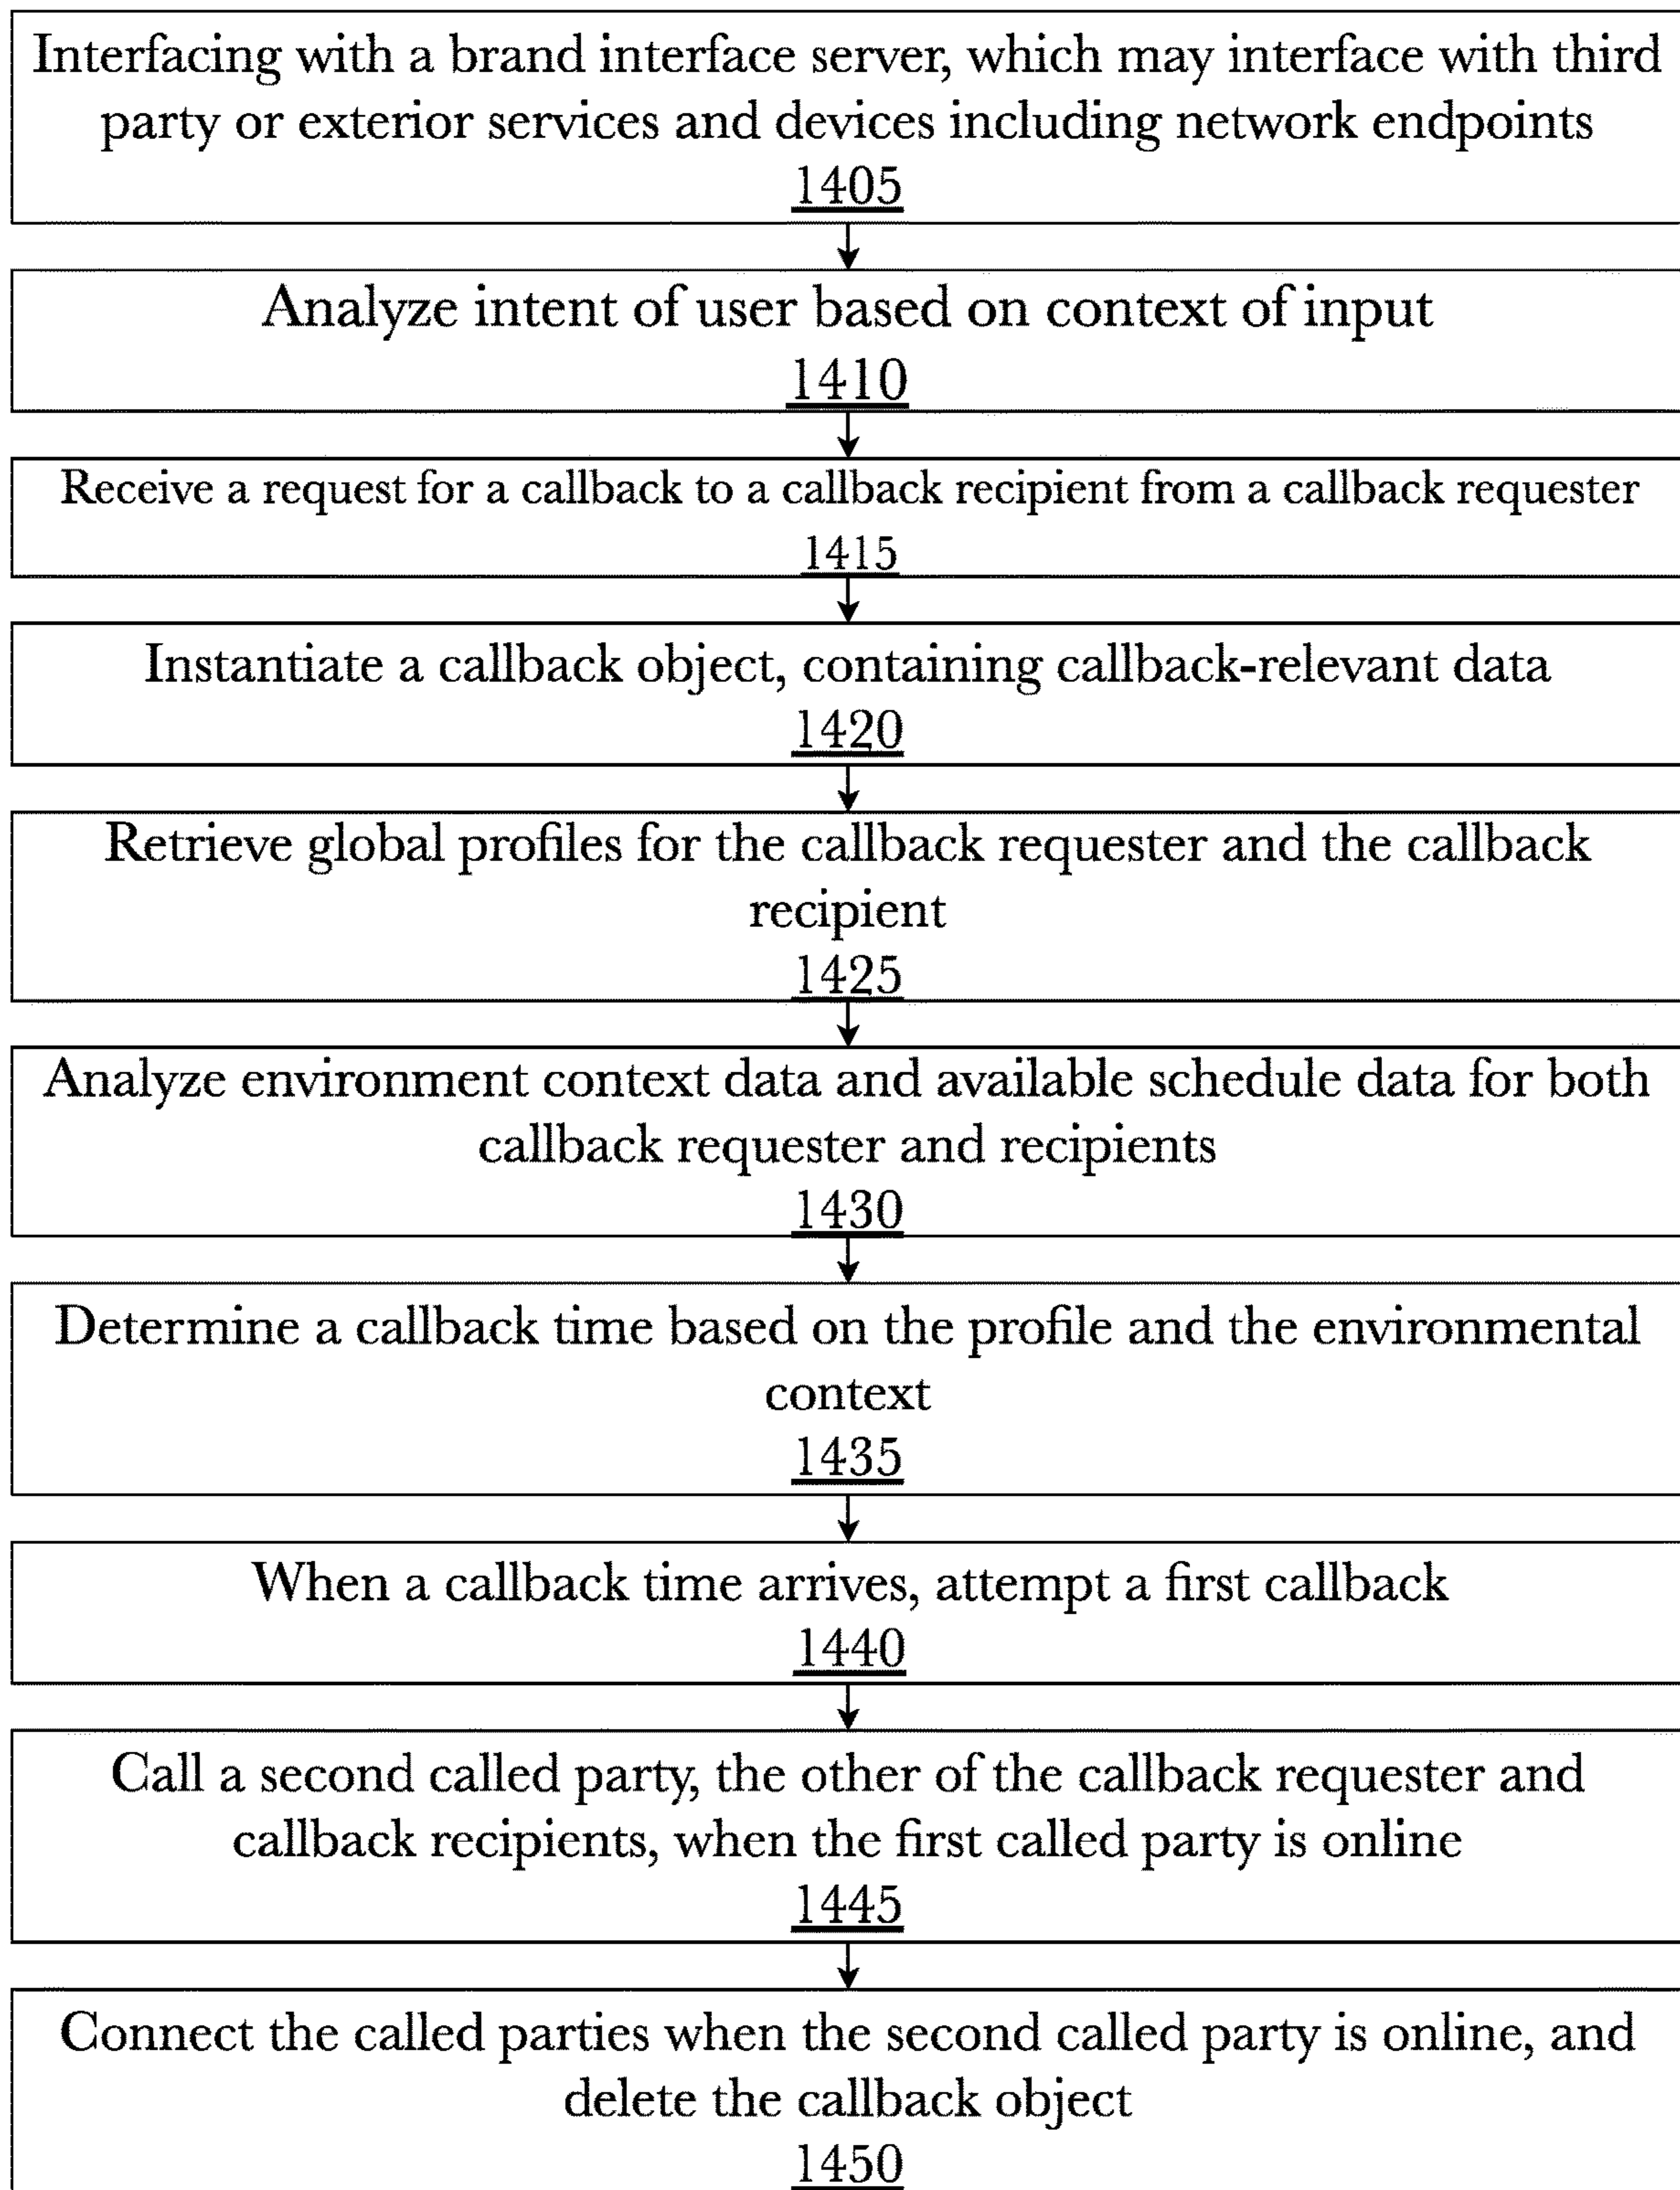 Interfacing with a brand interface server, which may interface with third
party or exterior services and devices including network endpoints
1405
Analyze intent of user based on context of input
1410
Receive a request for a callback to a callback recipient from a callback requester
1415
Instantiate a callback object, containing callback-relevant data
1420
Retrieve global profiles for the callback requester and the callback
recipient
1425
Analyze environment context data and available schedule data for both
callback requester and recipients
1430
Determine a callback time based on the profile and the environmental
context
1435
When a callback time arrives, attempt a first callback
1440
Call a second called party, the other of the callback requester and
callback recipients, when the first called party is online
1445
Connect the called parties when the second called party is online, and
delete the callback object
1450